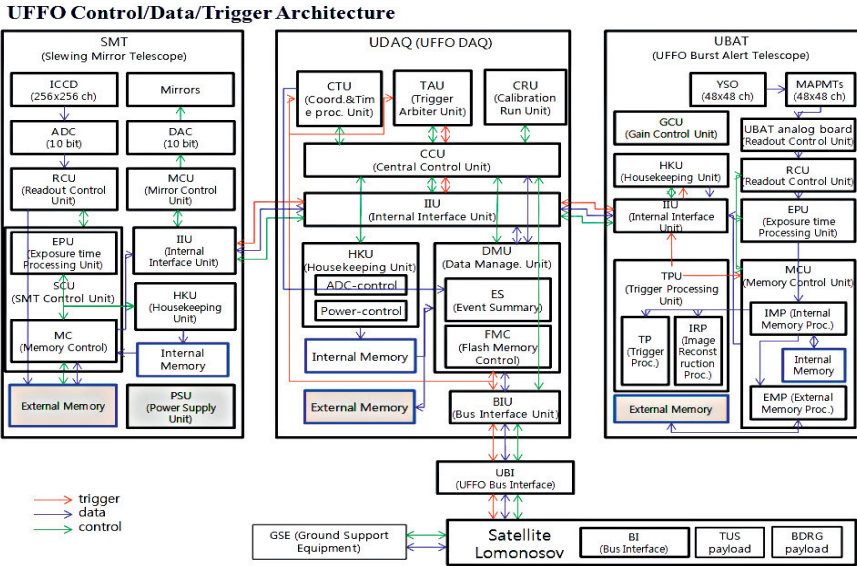 UFFO Control/Data/Trigger Architecture
SMT
(Slewing Mirror Telescope)
ICCD
(256x256 ch)
Mirrors
ADC
(10 bit)
DAC
(10 bit)
RCU
(Readout Control
Unit)
MCU
(Mirror Control
Unit)
EPU
(Exposure time
Processing Unit)
SCU
(SMT Control Unit)
MC
(Memory Control)
IIU
(Internal
Interface Unit)
HKU
(Housekeeping
Unit)
Internal
Memory
External Memory
PSU
(Power Supply
Unit)
UDAQ (UFFO DAQ)
CTU
(Coord.&Tim
e proc. Unit)
TAU
(Trigger
Arbiter Unit)
CRU
(Calibration
Run Unit)
CCU
(Central Control Unit)
IIU
(Internal Interface Unit)
HKU
(Housekeeping Unit)
ADC-control
Power-control
Internal Memory
External Memory
DMU
(Data Manage. Unit)
ES
(Event Summary)
FMC
(Flash Memory
Control)
BIU
(Bus Interface Unit)
UBAT
(UFFO Burst Alert Telescope)
YSO
(48x48 ch)
MAPMTs
(48x48 ch)
GCU
(Gain Control Unit)
UBAT analog board
(Readout Control Unit)
HKU
(Housekeeping Unit)
RCU
(Readout Control Unit)
IIU
(Internal Interface
Unit)
EPU
(Exposure time
Processing Unit)
TPU
(Trigger Processing
Unit)
TP
(Trigger
Proc.)
IRP
(Image
Reconst
ruction
Proc.)
MCU
(Memory Control Unit)
IMP (Internal
Memory Proc.)
Internal
Memory
EMP (External
Memory Proc.)
External Memory
UBI
(UFFO Bus Interface)
trigger
data
control
GSE (Ground Support
Equipment)
Satellite
Lomonosov
BI
(Bus Interface)
TUS
payload
BDRG
payload